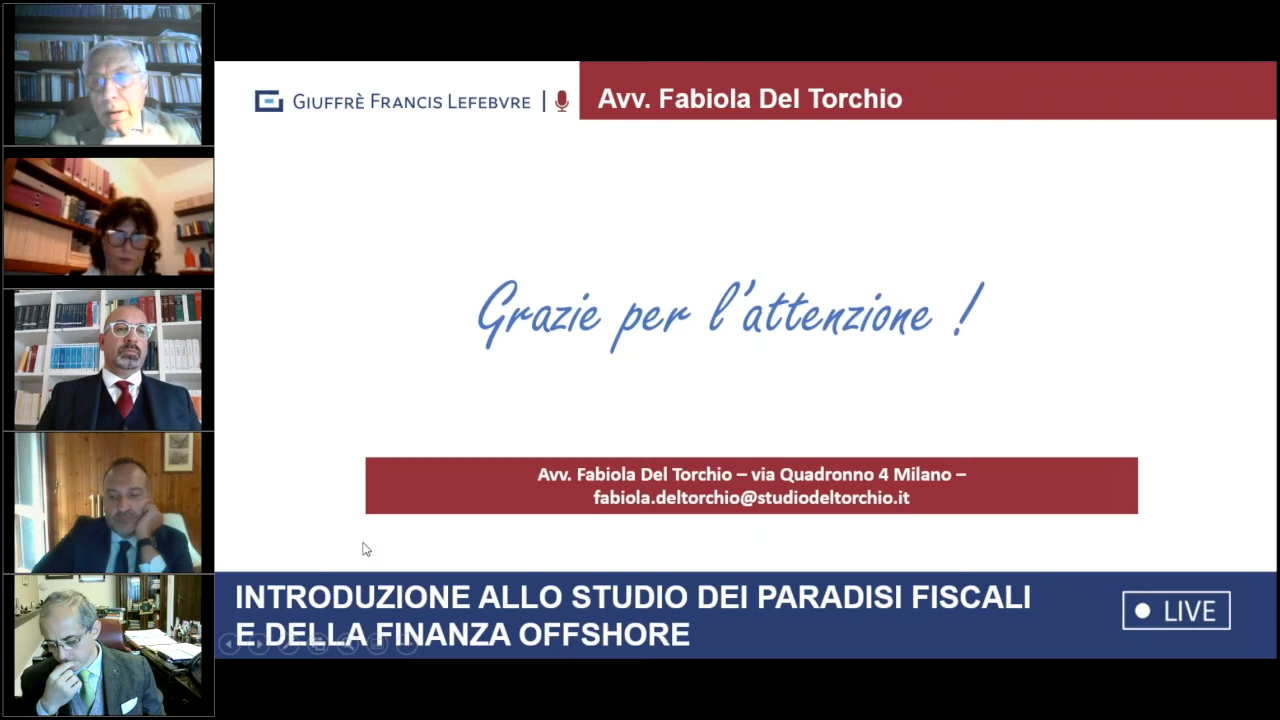 GIUFFRÈ FRANCIS LEFEBVRE
Avv. Fabiola Del Torchio
Grazie per l'attenzione !
Avv. Fabiola Del Torchio – via Quadronno 4 Milano –
fabiola.deltorchio@studiodeltorchio.it
INTRODUZIONE ALLO STUDIO DEI PARADISI FISCALI
E DELLA FINANZA OFFSHORE
LIVE